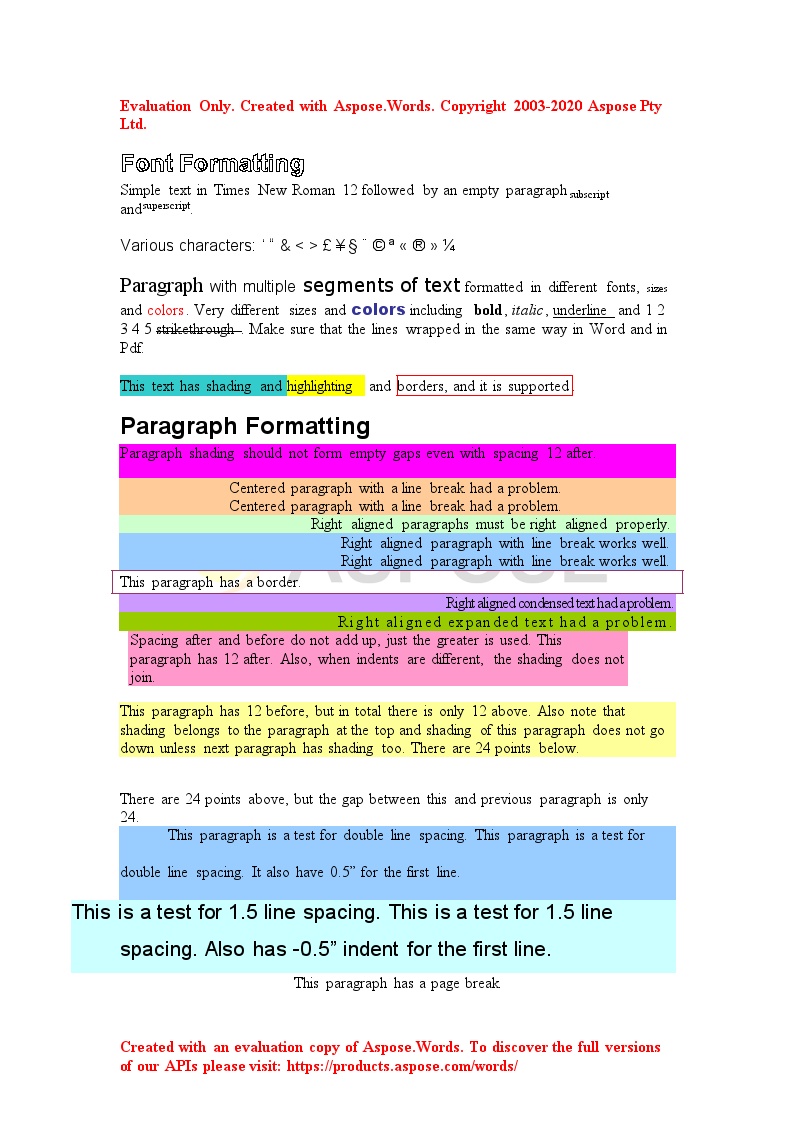 Evaluation Only. Created with Aspose.Words. Copyright 2003-2020 Aspose Pty
Ltd.
Font Formatting
Simple text in Times New Roman 12 followed by an empty paragraph subscript
and superscript.
Various characters: ‘ “ & < > £ ¥ § ¨ © ª « ® » ¼
Paragraph with multiple segments of text formatted in different fonts, sizes
and colors. Very different sizes and colors including bold, italic, underline and 1 2
3 4 5 strikethrough . Make sure that the lines wrapped in the same way in Word and in
Pdf.
This text has shading and highlighting and borders, and it is supported.
Paragraph Formatting
Paragraph shading should not form empty gaps even with spacing 12 after.
Centered paragraph with a line break had a problem.
Centered paragraph with a line break had a problem.
Right aligned paragraphs must be right aligned properly.
Right aligned paragraph with line break works well.
Right aligned paragraph with line break works well.
This paragraph has a border.
Right aligned condensed text had a problem.
Right aligned expanded text had a problem.
Spacing after and before do not add up, just the greater is used. This
paragraph has 12 after. Also, when indents are different, the shading does not
join.
This paragraph has 12 before, but in total there is only 12 above. Also note that
shading belongs to the paragraph at the top and shading of this paragraph does not go
down unless next paragraph has shading too. There are 24 points below.
There are 24 points above, but the gap between this and previous paragraph is only
24.
This paragraph is a test for double line spacing. This paragraph is a test for
double line spacing. It also have 0.5” for the first line.
This is a test for 1.5 line spacing. This is a test for 1.5 line
spacing. Also has -0.5” indent for the first line.
This paragraph has a page break
Created with an evaluation copy of Aspose.Words. To discover the full versions
of our APIs please visit: https://products.aspose.com/words/